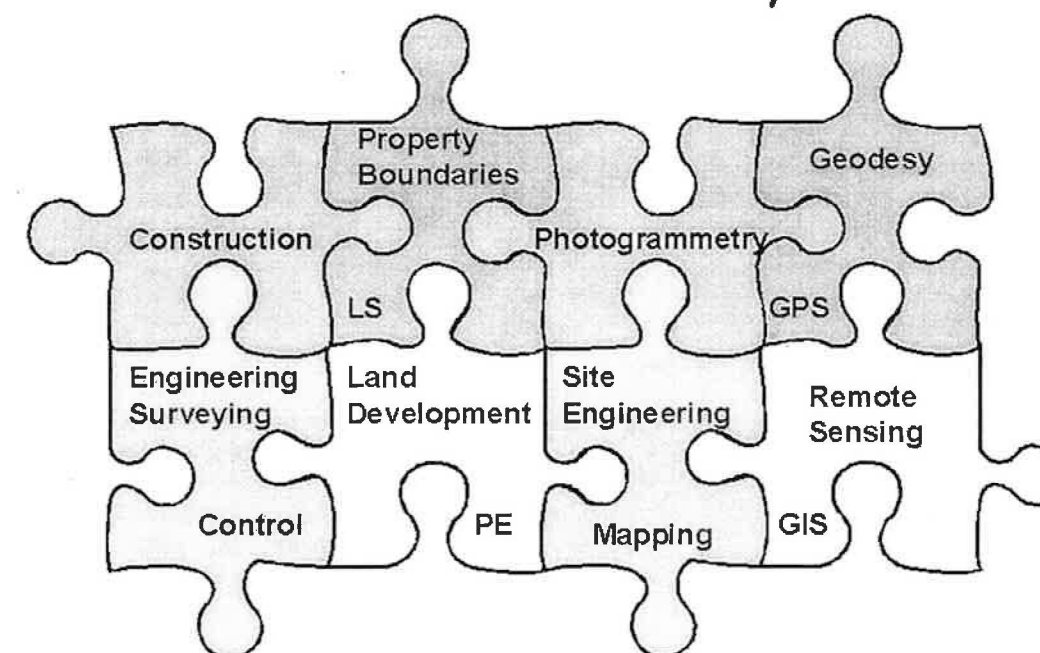 Property
Boundaries
Geodesy
Construction
Photogrammetry
LS
GPS
Engineering
Surveying
Land
Development
Site
Engineering
Remote
Sensing
Control
PE
Mapping
GIS